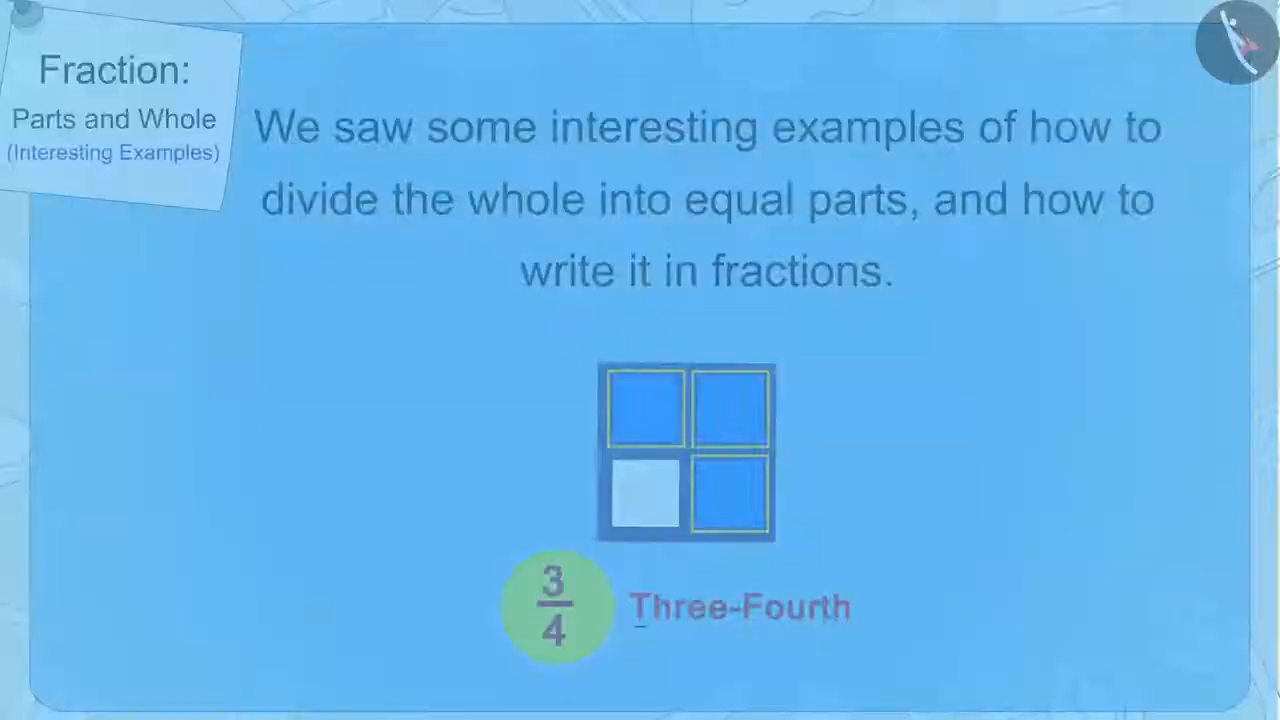 Fraction:
Parts and Whole
(Interesting Examples)
We saw some interesting examples of how to
divide the whole into equal parts, and how to
write it in fractions.
3
4
Three-Fourth